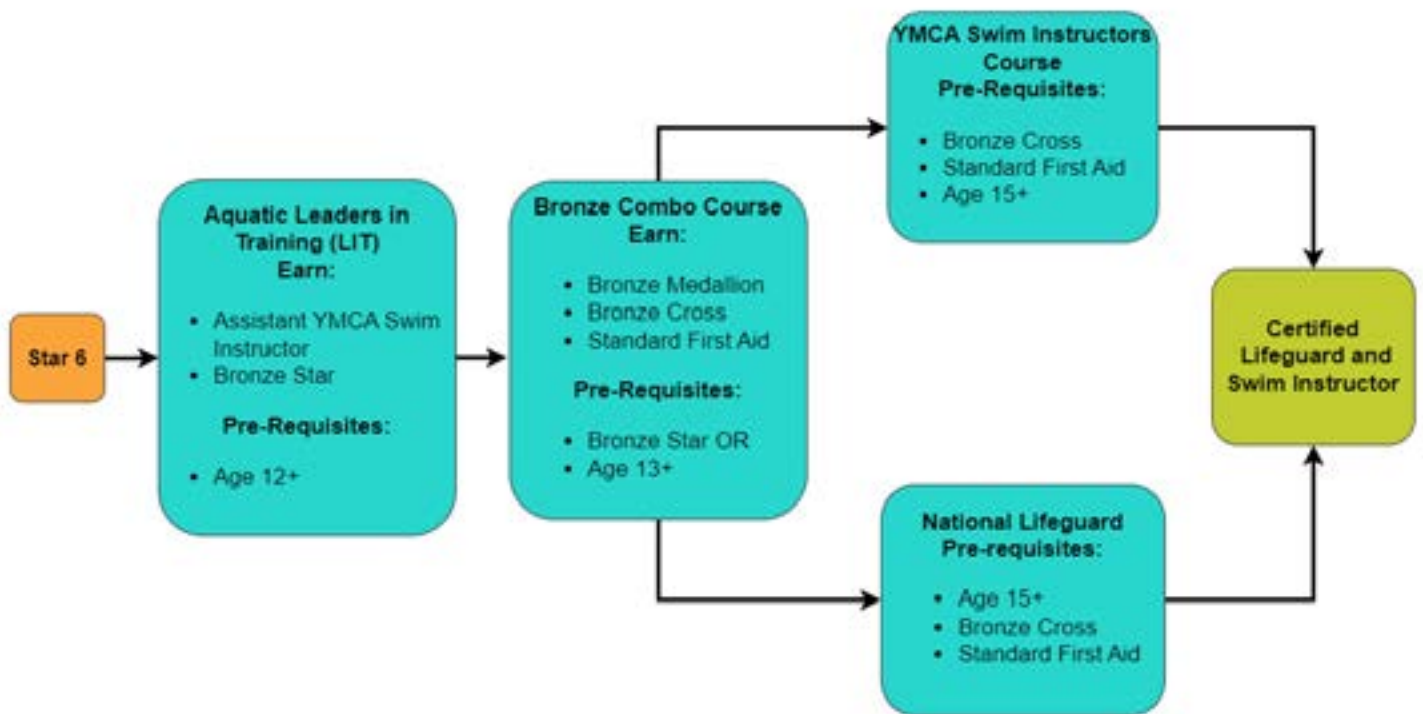 Star 6
Aquatic Leaders in
Training (LIT)
Earn:
• Assistant YMCA Swim
Instructor
• Bronze Star
Pre-Requisites:
• Age 12+
Bronze Combo Course
Earn:
• Bronze Medallion
• Bronze Cross
• Standard First Aid
Pre-Requisites:
• Bronze Star OR
• Age 13+
YMCA Swim Instructors
Course
Pre-Requisites:
• Bronze Cross
• Standard First Aid
• Age 15+
National Lifeguard
Pre-requisites:
• Age 15+
• Bronze Cross
• Standard First Aid
Certified
Lifeguard and
Swim Instructor